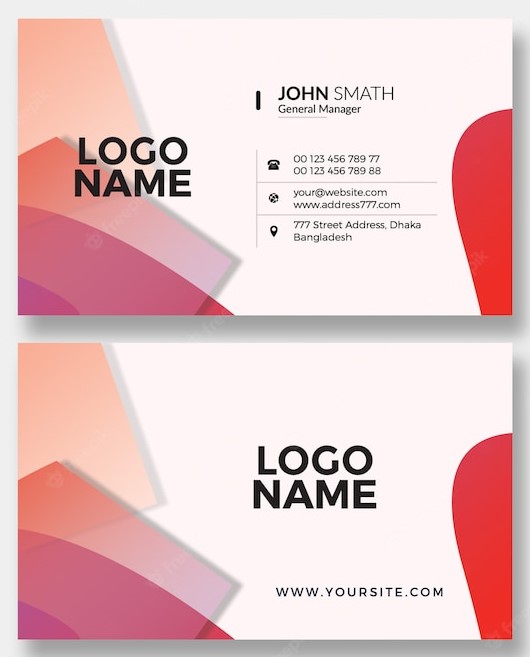 LOGO
NAME
JOHN SMATH
General Manager
00 123 456 789 77
00 123 456 789 88
your@website.com
www.address777.com
777 Street Address, Dhaka
Bangladesh
LOGO
NAME
WWW.YOURSITE.COM